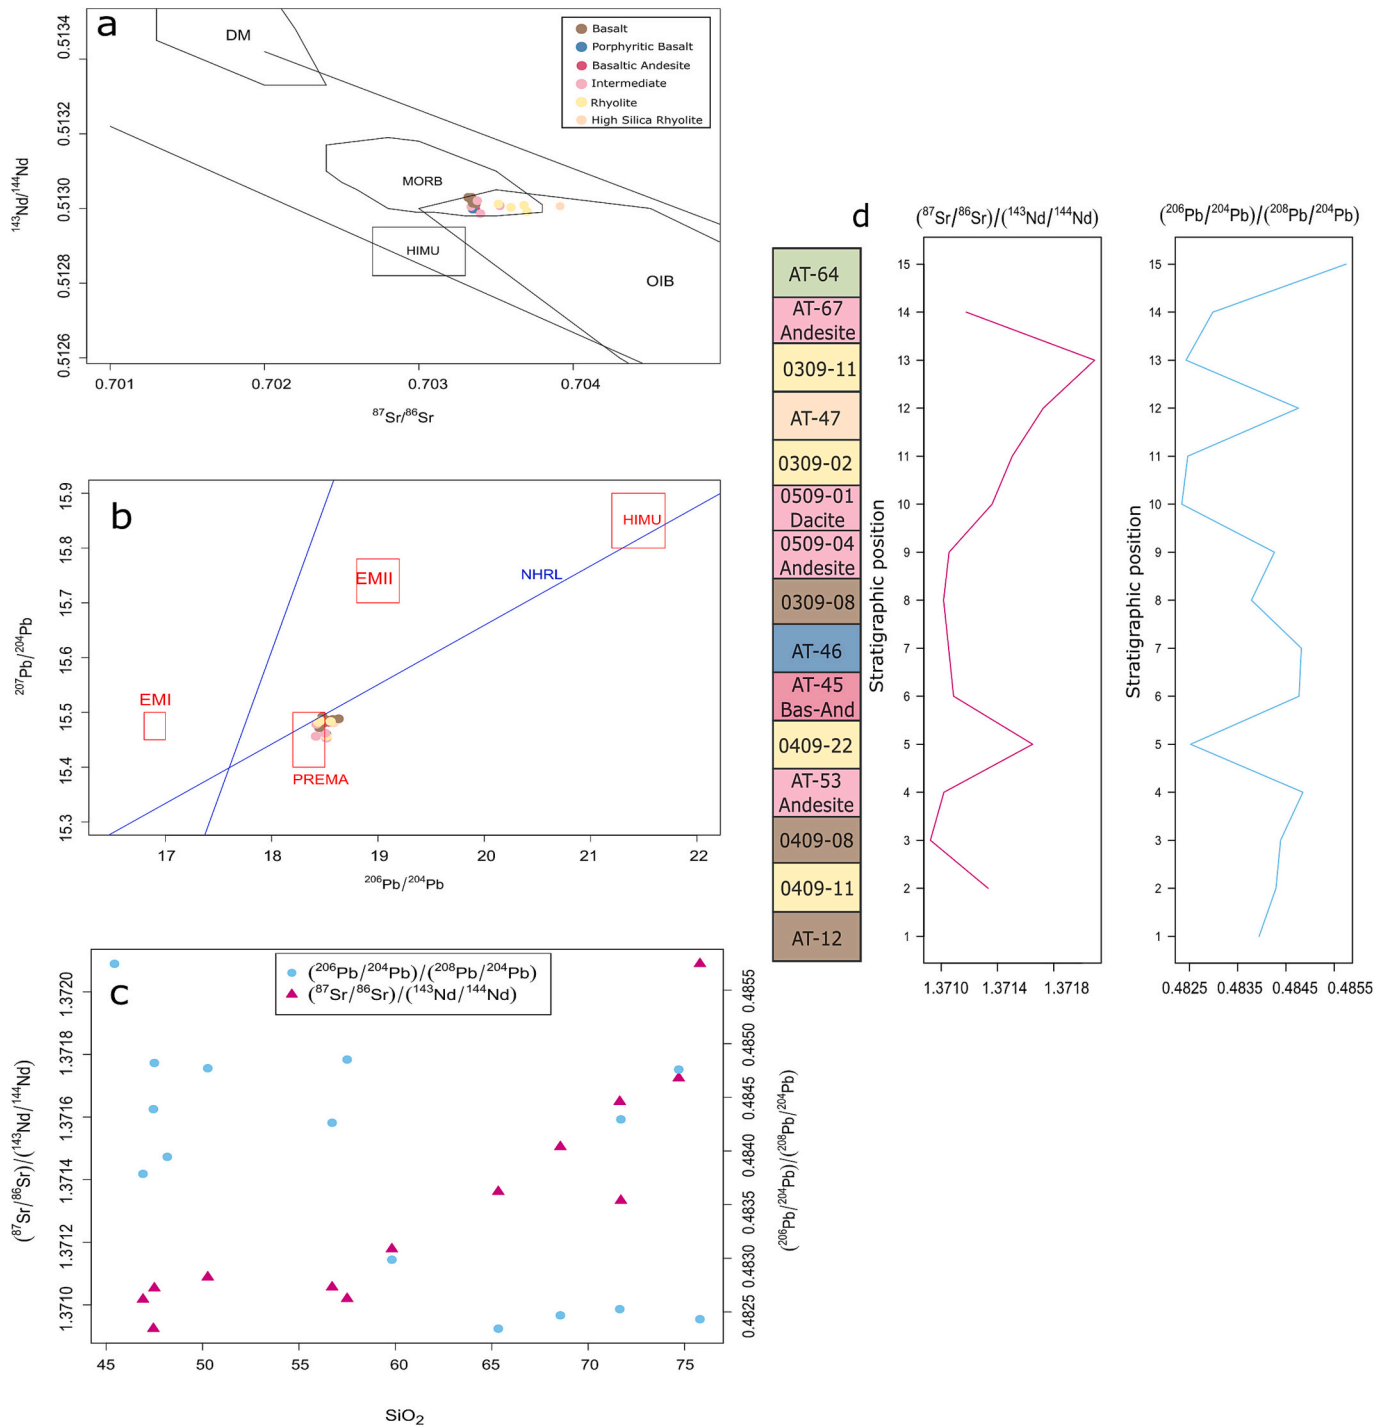 a
DM
MORB
HIMU
OIB
Basalt
Porphyritic Basalt
Basaltic Andesite
Intermediate
Rhyolite
High Silica Rhyolite
0.5134
0.5132
0.5130
0.5128
0.5126
¹⁴³Nd/¹⁴⁴Nd
0.701 0.702 0.703 0.704
⁸⁷Sr/⁸⁶Sr
b
HIMU
EMII
NHRL
EMI
PREMA
15.9
15.8
15.7
15.6
15.5
15.4
15.3
²⁰⁷Pb/²⁰⁴Pb
17 18 19 20 21 22
²⁰⁶Pb/²⁰⁴Pb
c
(²⁰⁶Pb/²⁰⁴Pb)/(²⁰⁸Pb/²⁰⁴Pb)
(⁸⁷Sr/⁸⁶Sr)/(¹⁴³Nd/¹⁴⁴Nd)
1.3720
1.3718
1.3716
1.3714
1.3712
1.3710
(⁸⁷Sr/⁸⁶Sr)/(¹⁴³Nd/¹⁴⁴Nd)
0.4855
0.4850
0.4845
0.4840
0.4835
0.4830
0.4825
(²⁰⁶Pb/²⁰⁴Pb)/(²⁰⁸Pb/²⁰⁴Pb)
45 50 55 60 65 70 75
SiO₂
d
AT-64
AT-67
Andesite
0309-11
AT-47
0309-02
0509-01
Dacite
0509-04
Andesite
0309-08
AT-46
AT-45
Bas-And
0409-22
AT-53
Andesite
0409-08
0409-11
AT-12
(⁸⁷Sr/⁸⁶Sr)/(¹⁴³Nd/¹⁴⁴Nd)
Stratigraphic position
15
14
13
12
11
10
9
8
7
6
5
4
3
2
1
1.3710 1.3714 1.3718
(²⁰⁶Pb/²⁰⁴Pb)/(²⁰⁸Pb/²⁰⁴Pb)
Stratigraphic position
15
14
13
12
11
10
9
8
7
6
5
4
3
2
1
0.4825 0.4835 0.4845 0.4855